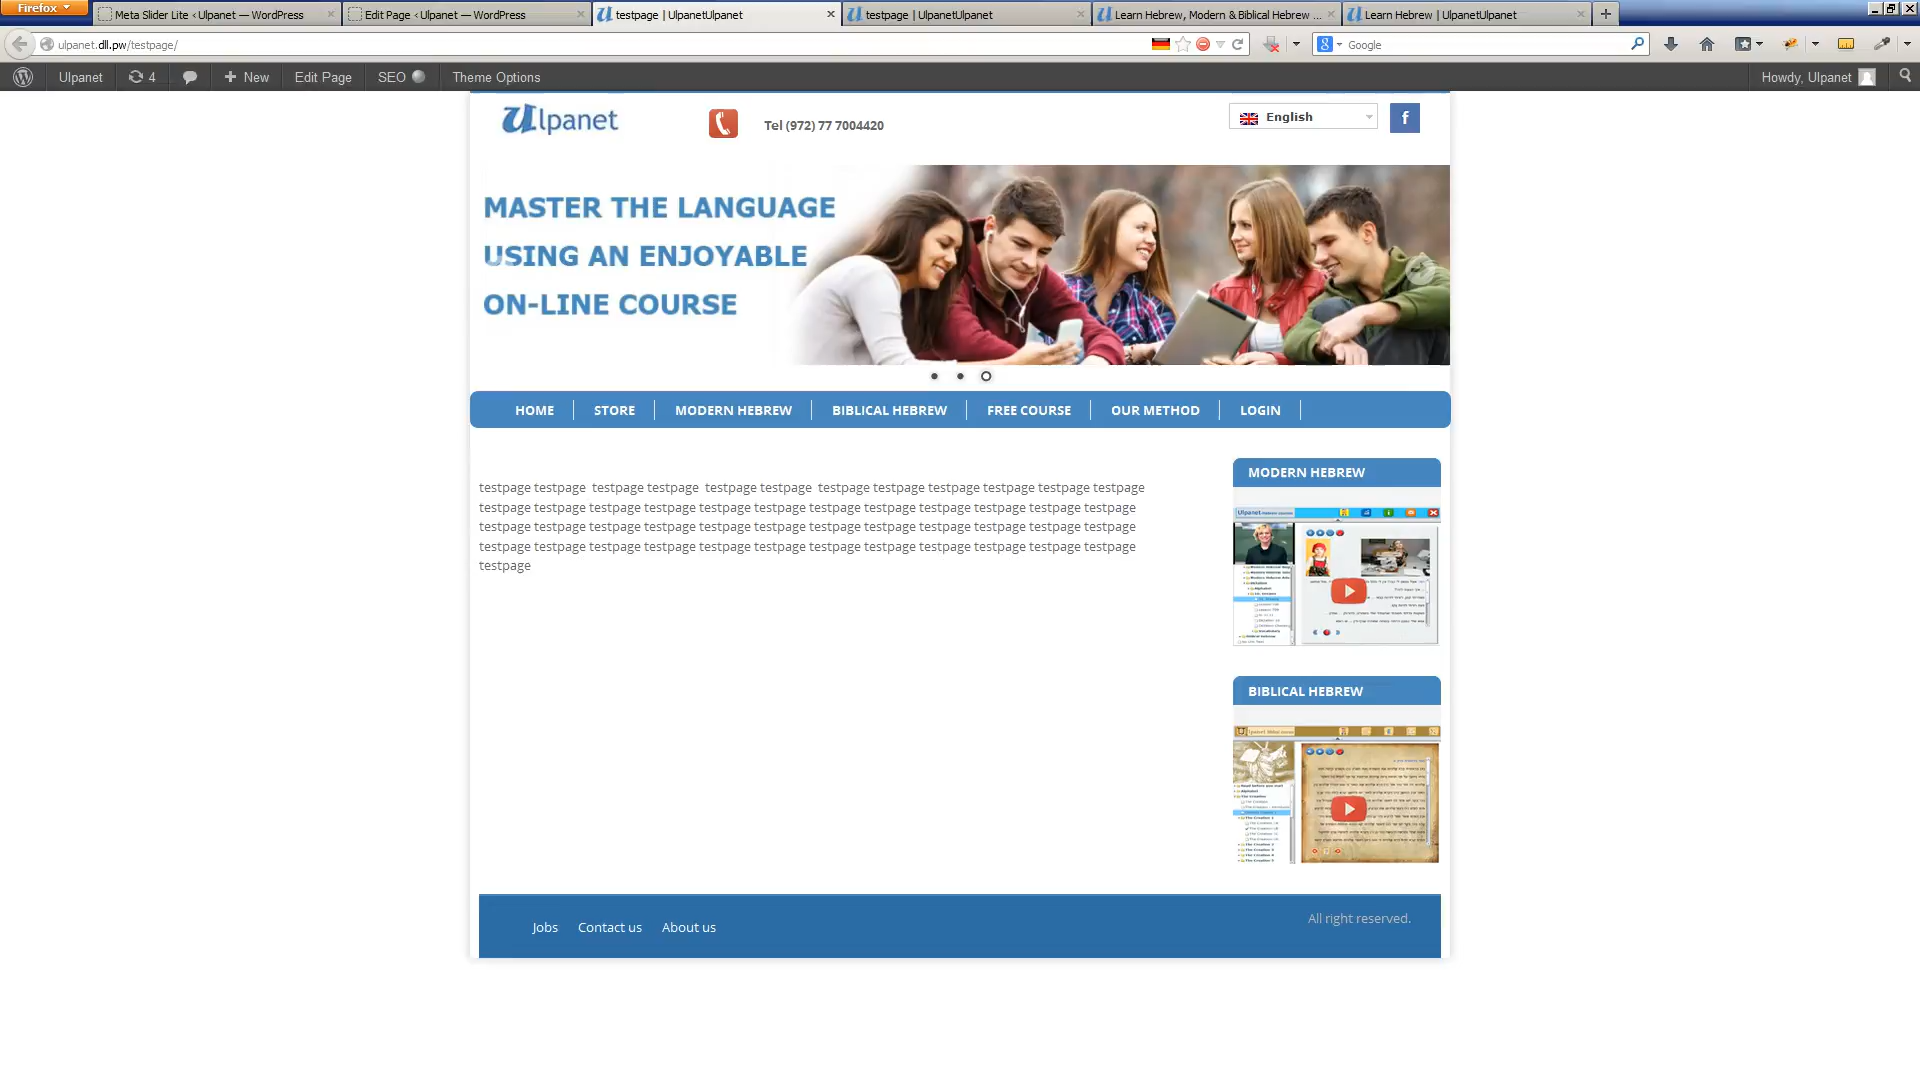 Firefox
Meta Slider Lite ‹ Ulpanet — WordPress
Edit Page ‹ Ulpanet — WordPress
testpage | UlpanetUlpanet
testpage | UlpanetUlpanet
Learn Hebrew, Modern & Biblical Hebrew ...
Learn Hebrew | UlpanetUlpanet
ulpanet.dll.pw/testpage/
Google
Ulpanet
4
New
Edit Page
SEO
Theme Options
Howdy, Ulpanet
Ulpanet
Tel (972) 77 7004420
English
f
MASTER THE LANGUAGE
USING AN ENJOYABLE
ON-LINE COURSE
HOME
STORE
MODERN HEBREW
BIBLICAL HEBREW
FREE COURSE
OUR METHOD
LOGIN
testpage testpage  testpage testpage  testpage testpage  testpage testpage testpage testpage testpage testpage
testpage testpage testpage testpage testpage testpage testpage testpage testpage testpage testpage testpage
testpage testpage testpage testpage testpage testpage testpage testpage testpage testpage testpage testpage
testpage testpage testpage testpage testpage testpage testpage testpage testpage testpage testpage testpage
testpage
MODERN HEBREW
BIBLICAL HEBREW
Jobs
Contact us
About us
All right reserved.